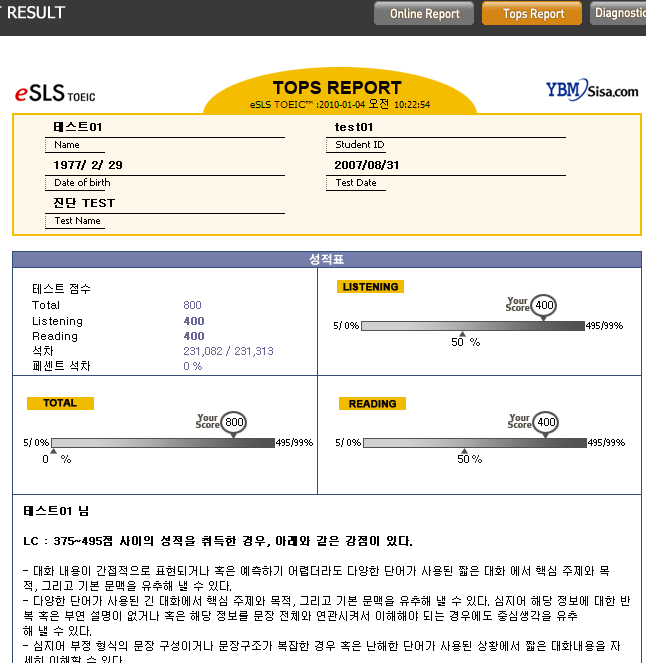 T RESULT
Online Report
Tops Report
Diagnostic
eSLS TOEIC
TOPS REPORT
eSLS TOEIC™ :2010-01-04 오전 10:22:54
YBM Sisa.com
테스트01
test01
Name
Student ID
1977/ 2/ 29
2007/08/31
Date of birth
Test Date
진단 TEST
Test Name
성적표
테스트 점수
Total 800
Listening 400
Reading 400
석차 231,082 / 231,313
페센트 석차 0 %
LISTENING
Your Score 400
5/ 0% 495/99%
50 %
TOTAL
Your Score 800
5/ 0% 495/99%
0 %
READING
Your Score 400
5/ 0% 495/99%
50 %
테스트01 님
LC : 375~495점 사이의 성적을 취득한 경우, 아래와 같은 강점이 있다.
- 대화 내용이 간접적으로 표현되거나 혹은 예측하기 어렵더라도 다양한 단어가 사용된 짧은 대화 에서 핵심 주제와 목
적, 그리고 기본 문맥을 유추해 낼 수 있다.
- 다양한 단어가 사용된 긴 대화에서 핵심 주제와 목적, 그리고 기본 문맥을 유추해 낼 수 있다. 심지어 해당 정보에 대한 반
복 혹은 부연 설명이 없거나 혹은 해당 정보를 문장 전체와 연관시켜서 이해해야 되는 경우에도 중심생각을 유추
해 낼 수 있다.
- 심지어 부정 형식의 문장 구성이거나 문장구조가 복잡한 경우 혹은 난해한 단어가 사용된 상황에서 짧은 대화내용을 자
세히 이해할 수 있다.